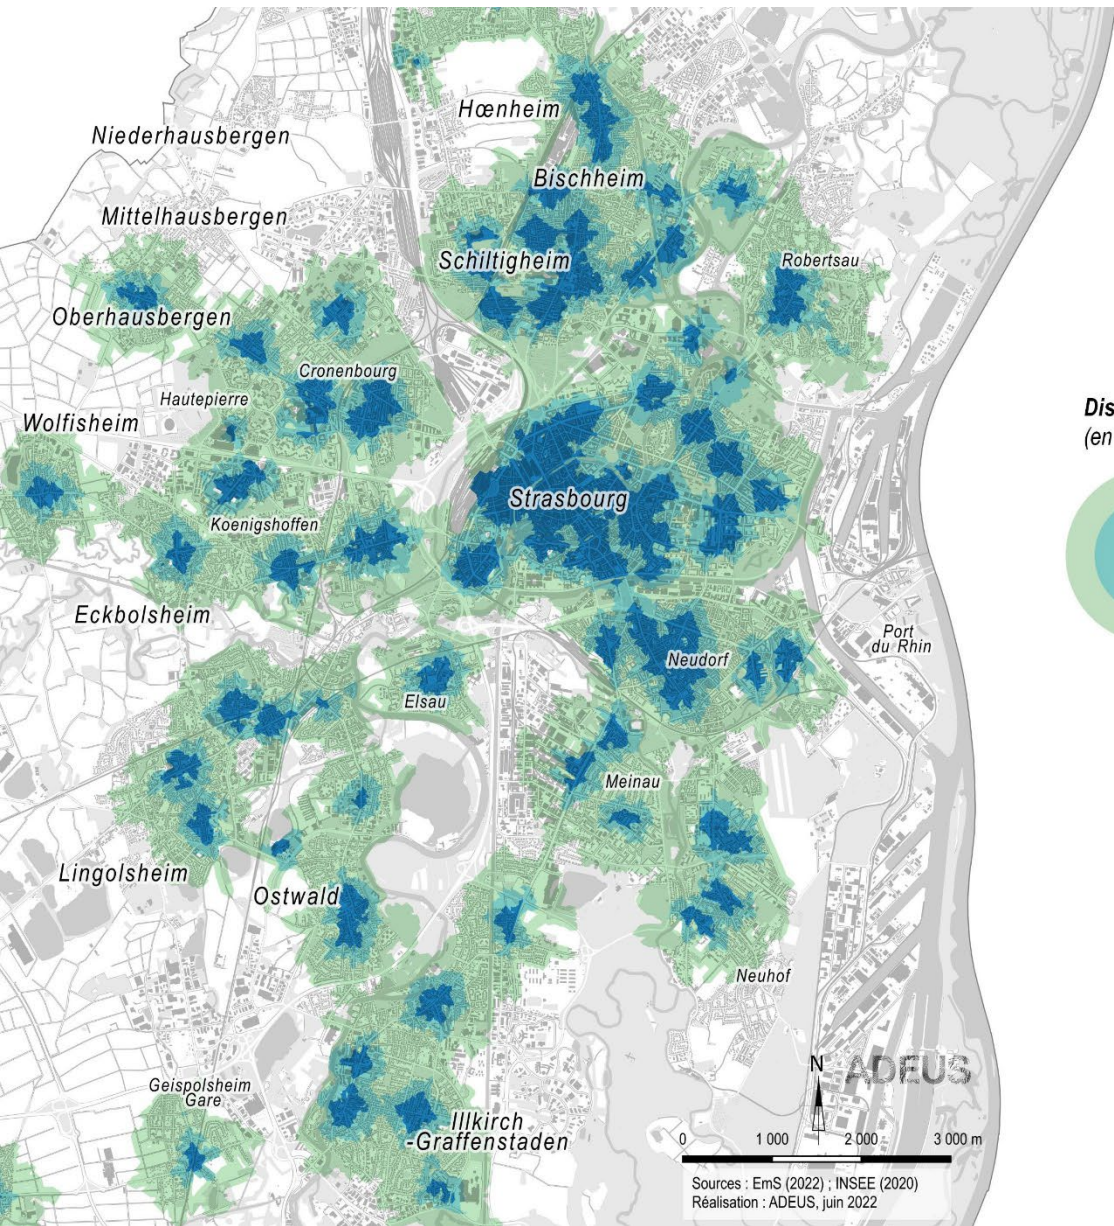 Hœnheim
Niederhausbergen
Bischheim
Mittelhausbergen
Schiltigheim
Robertsau
Oberhausbergen
Cronenbourg
Hautepierre
Wolfisheim
Dis
(en
Strasbourg
Koenigshoffen
Eckbolsheim
Port
du Rhin
Neudorf
Elsau
Meinau
Lingolsheim
Ostwald
Neuhof
N
ADEUS
Geispolsheim
Gare
Illkirch
-Graffenstaden
0 1 000 2 000 3 000 m
Sources : EmS (2022) ; INSEE (2020)
Réalisation : ADEUS, juin 2022